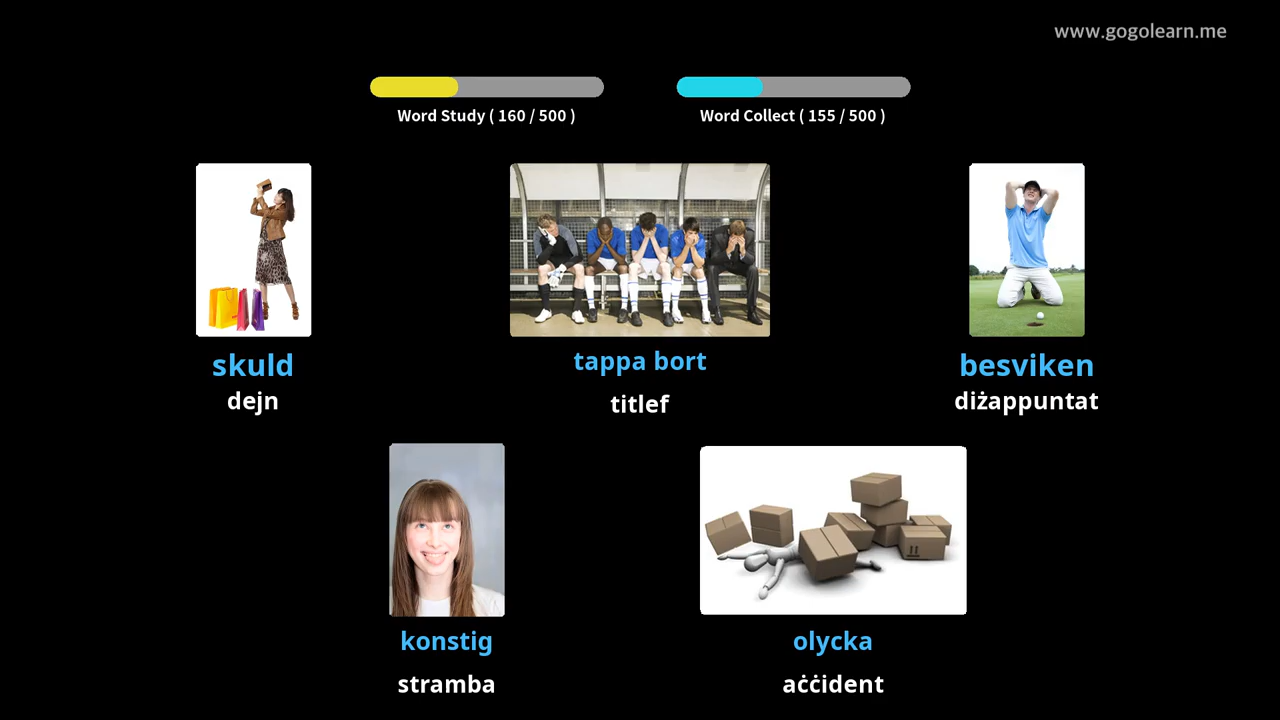 www.gogolearn.me
Word Study ( 160 / 500 )
Word Collect ( 155 / 500 )
skuld
dejn
tappa bort
titlef
besviken
diżappuntat
konstig
stramba
olycka
aċċident